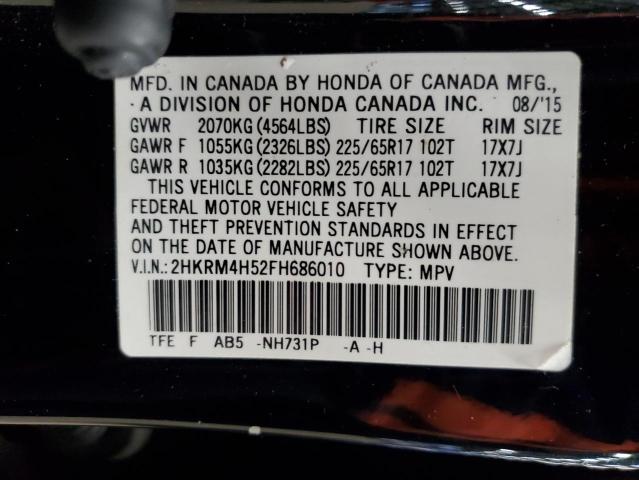 MFD. IN CANADA BY HONDA OF CANADA MFG.,
A DIVISION OF HONDA CANADA INC. 08/'15
GVWR 2070KG (4564LBS) TIRE SIZE RIM SIZE
GAWR F 1055KG (2326LBS) 225/65R17 102T 17X7J
GAWR R 1035KG (2282LBS) 225/65R17 102T 17X7J
THIS VEHICLE CONFORMS TO ALL APPLICABLE
FEDERAL MOTOR VEHICLE SAFETY
AND THEFT PREVENTION STANDARDS IN EFFECT
ON THE DATE OF MANUFACTURE SHOWN ABOVE.
V.I.N.:2HKRM4H52FH686010 TYPE: MPV
TFE F AB5 -NH731P -A -H